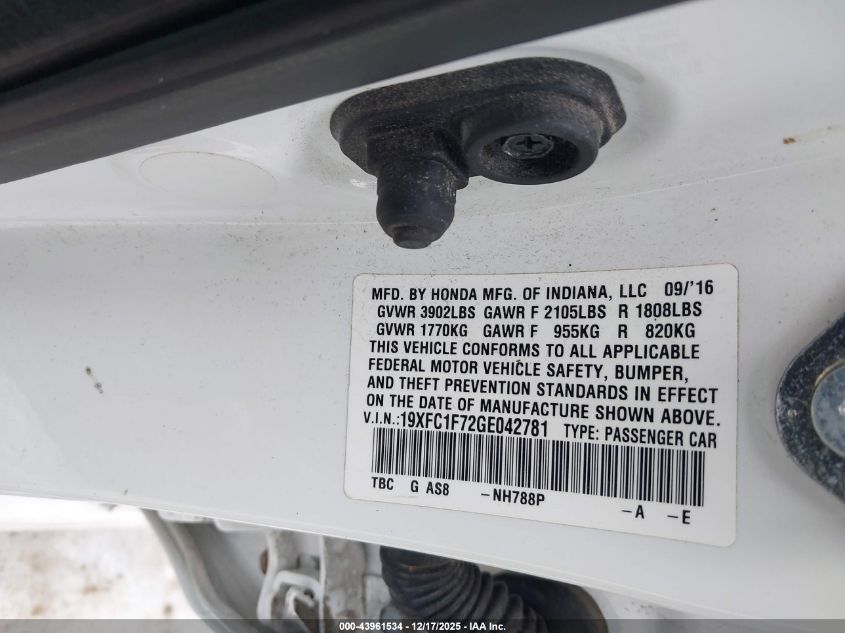 MFD. BY HONDA MFG. OF INDIANA, LLC 09/'16
GVWR 3902LBS GAWR F 2105LBS R 1808LBS
GVWR 1770KG GAWR F 955KG R 820KG
THIS VEHICLE CONFORMS TO ALL APPLICABLE
FEDERAL MOTOR VEHICLE SAFETY, BUMPER,
AND THEFT PREVENTION STANDARDS IN EFFECT
ON THE DATE OF MANUFACTURE SHOWN ABOVE.
V.I.N.:19XFC1F72GE042781 TYPE: PASSENGER CAR
TBC G AS8 -NH788P
-A -E
000-43961534 - 12/17/2025 - IAA Inc.